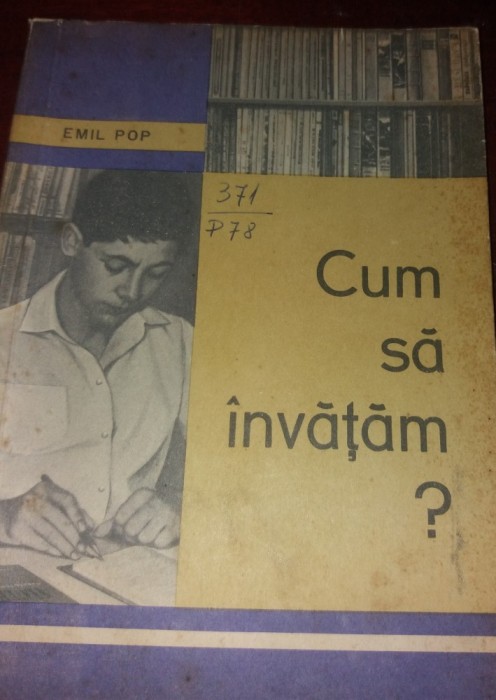 EMIL POP
371
P78
Cum
să
învăţăm
?